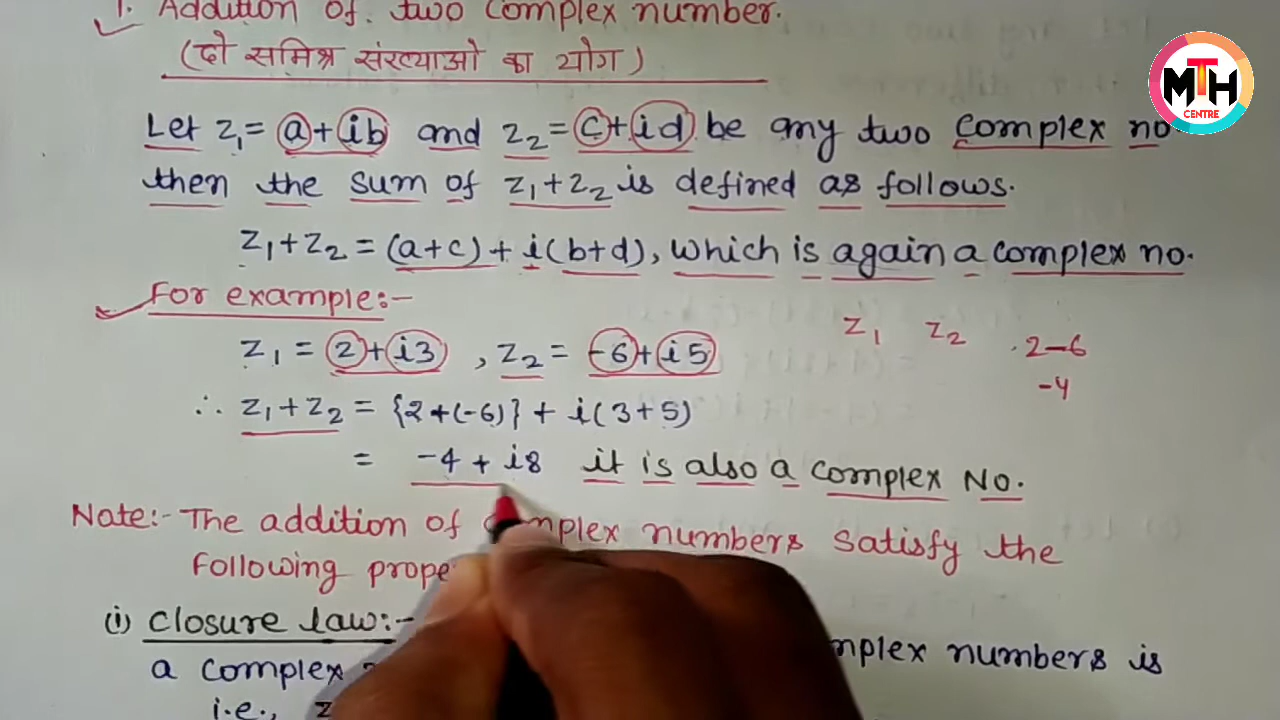 1. Addition of. two complex number.
(दो समिश्र संख्याओ का योग)
MTH
CENTRE
Let z₁ = a + ib and z₂ = c + id be any two complex no.
then the sum of z₁ + z₂ is defined as follows.
z₁ + z₂ = (a+c) + i(b+d), which is again a complex no.
For example:-
z₁ z₂ 2-6
-4
z₁ = 2 + i3 , z₂ = -6 + i5
∴ z₁ + z₂ = {2+(-6)} + i(3+5)
= -4 + i8 it is also a complex No.
Note:- The addition of complex numbers satisfy the
following
(i) closure law:- numbers is
a complex
i.e., z